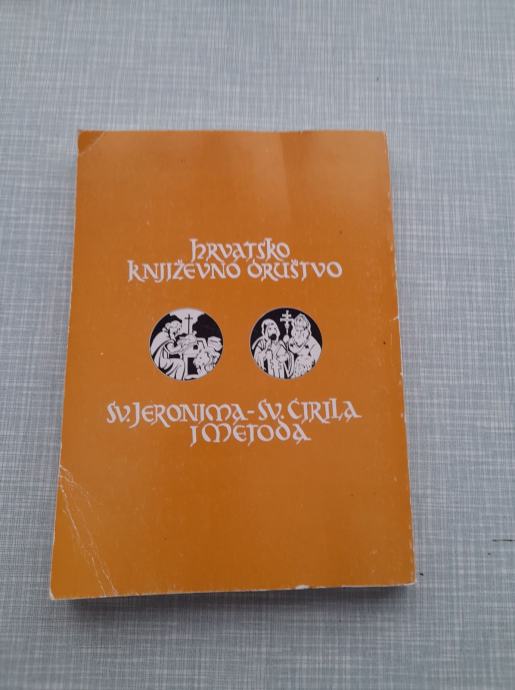 hRVATSKO
KNJIŽEVNO DRUŠTVO
SV. JERONIMA - SV. ĆIRILA
I METODA